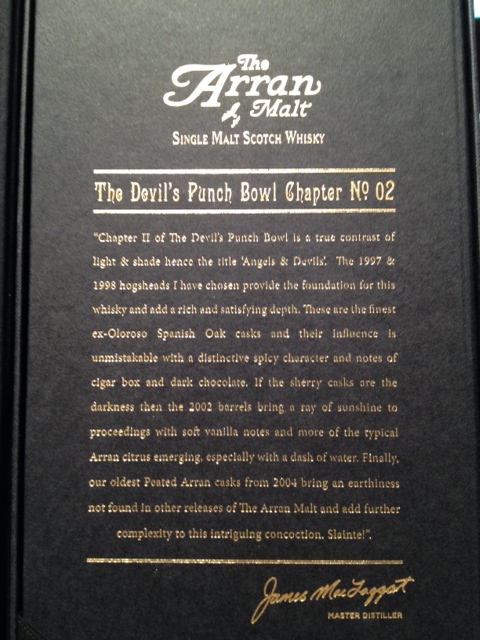 The
Arran
Malt
SINGLE MALT SCOTCH WHISKY
The Devil's Punch Bowl Chapter Nº 02
"Chapter II of The Devil's Punch Bowl is a true contrast of
light & shade hence the title 'Angels & Devils'. The 1997 &
1998 hogsheads I have chosen provide the foundation for this
whisky and add a rich and satisfying depth. These are the finest
ex-Oloroso Spanish Oak casks and their influence is
unmistakable with a distinctive spicy character and notes of
cigar box and dark chocolate. If the sherry casks are the
darkness then the 2002 barrels bring a ray of sunshine to
proceedings with soft vanilla notes and more of the typical
Arran citrus emerging, especially with a dash of water. Finally,
our oldest Peated Arran casks from 2004 bring an earthiness
not found in other releases of The Arran Malt and add further
complexity to this intriguing concoction. Slainte!".
James MacTaggart
MASTER DISTILLER